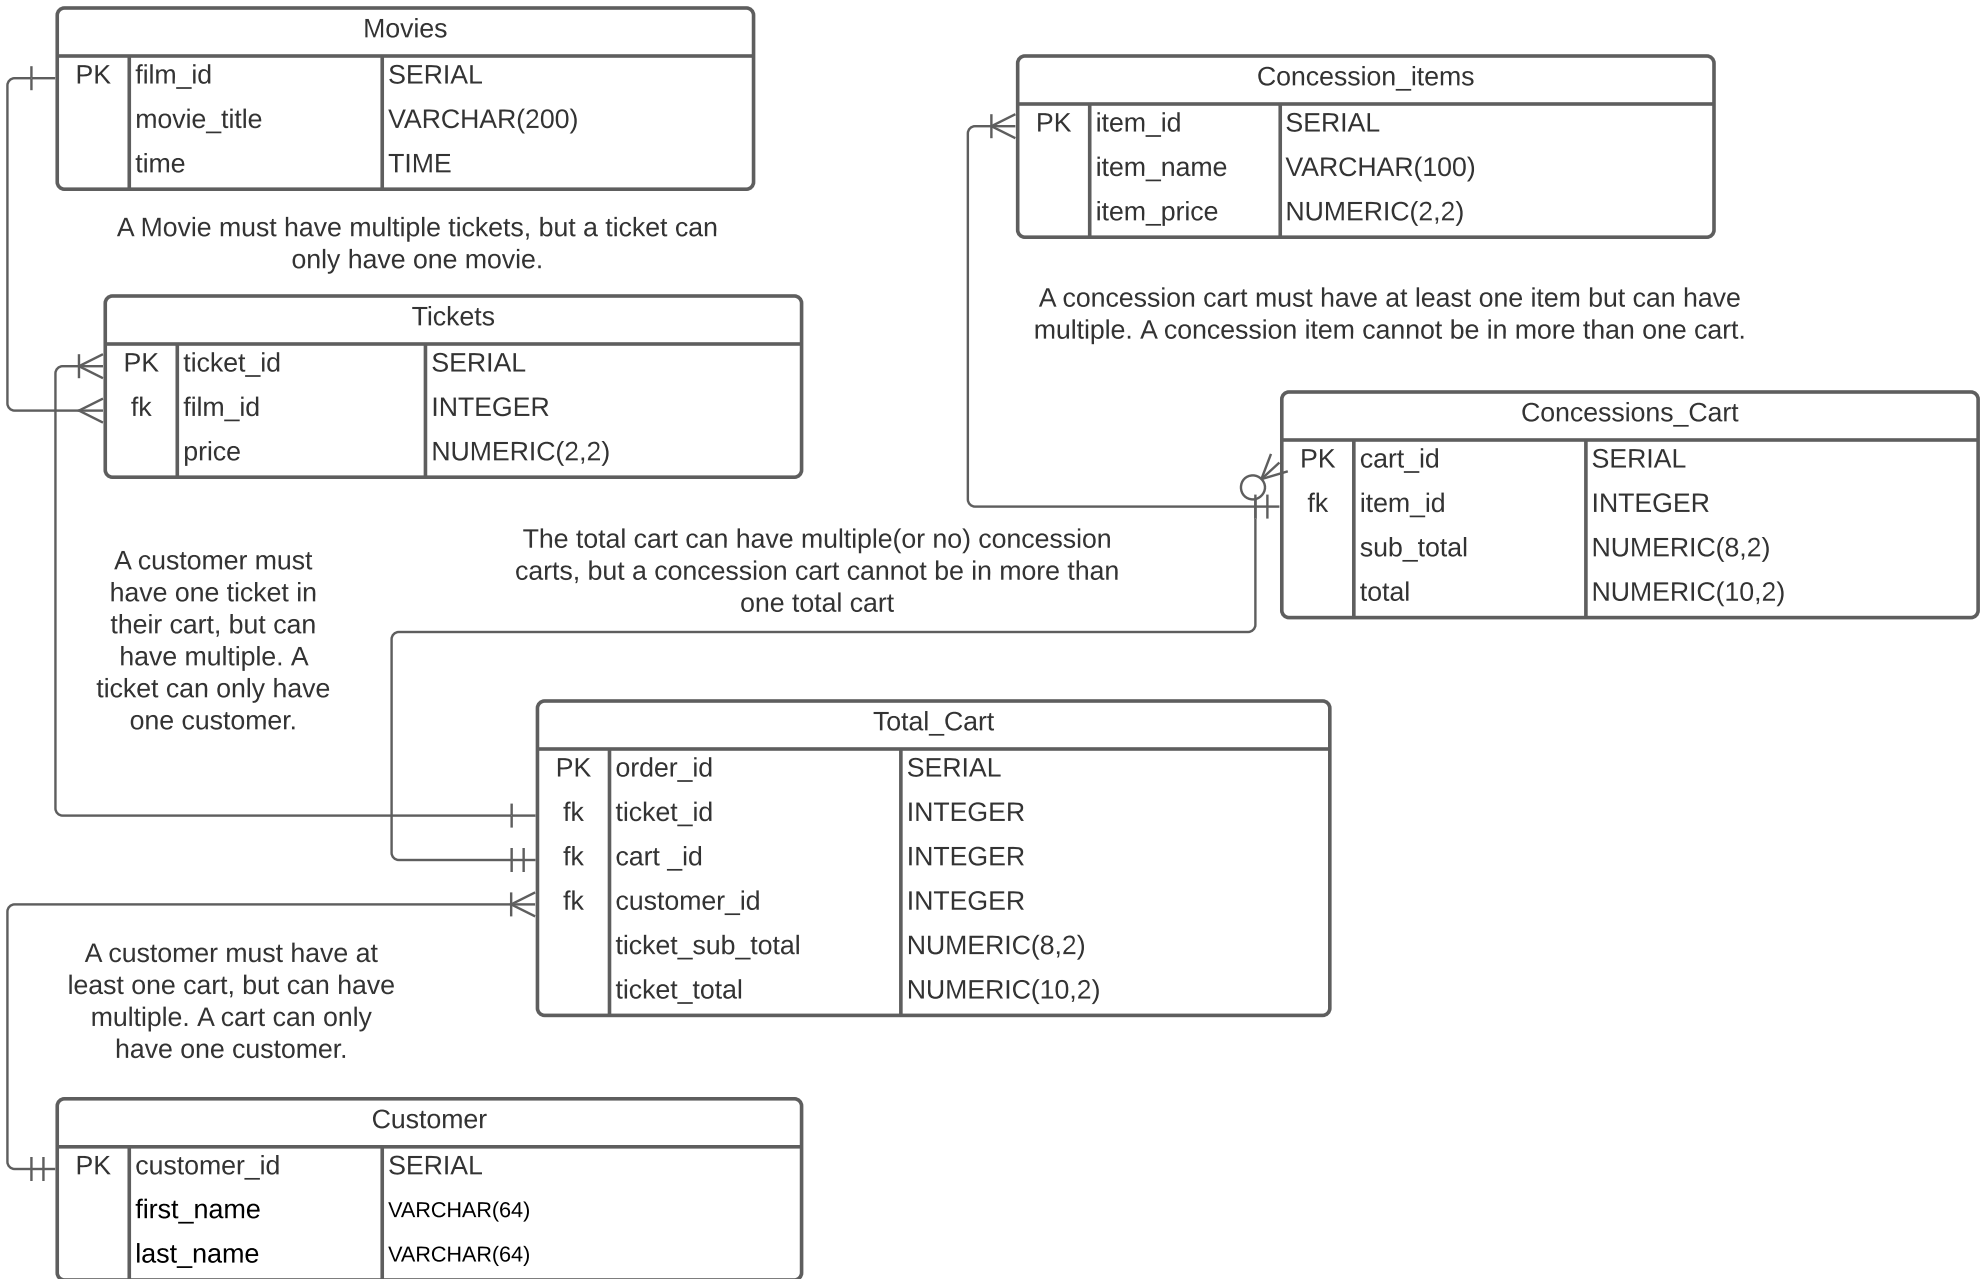 Movies
PK film_id SERIAL
movie_title VARCHAR(200)
time TIME
A Movie must have multiple tickets, but a ticket can
only have one movie.
Tickets
PK ticket_id SERIAL
fk film_id INTEGER
price NUMERIC(2,2)
Concession_items
PK item_id SERIAL
item_name VARCHAR(100)
item_price NUMERIC(2,2)
A concession cart must have at least one item but can have
multiple. A concession item cannot be in more than one cart.
Concessions_Cart
PK cart_id SERIAL
fk item_id INTEGER
sub_total NUMERIC(8,2)
total NUMERIC(10,2)
The total cart can have multiple(or no) concession
carts, but a concession cart cannot be in more than
one total cart
A customer must
have one ticket in
their cart, but can
have multiple. A
ticket can only have
one customer.
Total_Cart
PK order_id SERIAL
fk ticket_id INTEGER
fk cart _id INTEGER
fk customer_id INTEGER
ticket_sub_total NUMERIC(8,2)
ticket_total NUMERIC(10,2)
A customer must have at
least one cart, but can have
multiple. A cart can only
have one customer.
Customer
PK customer_id SERIAL
first_name VARCHAR(64)
last_name VARCHAR(64)